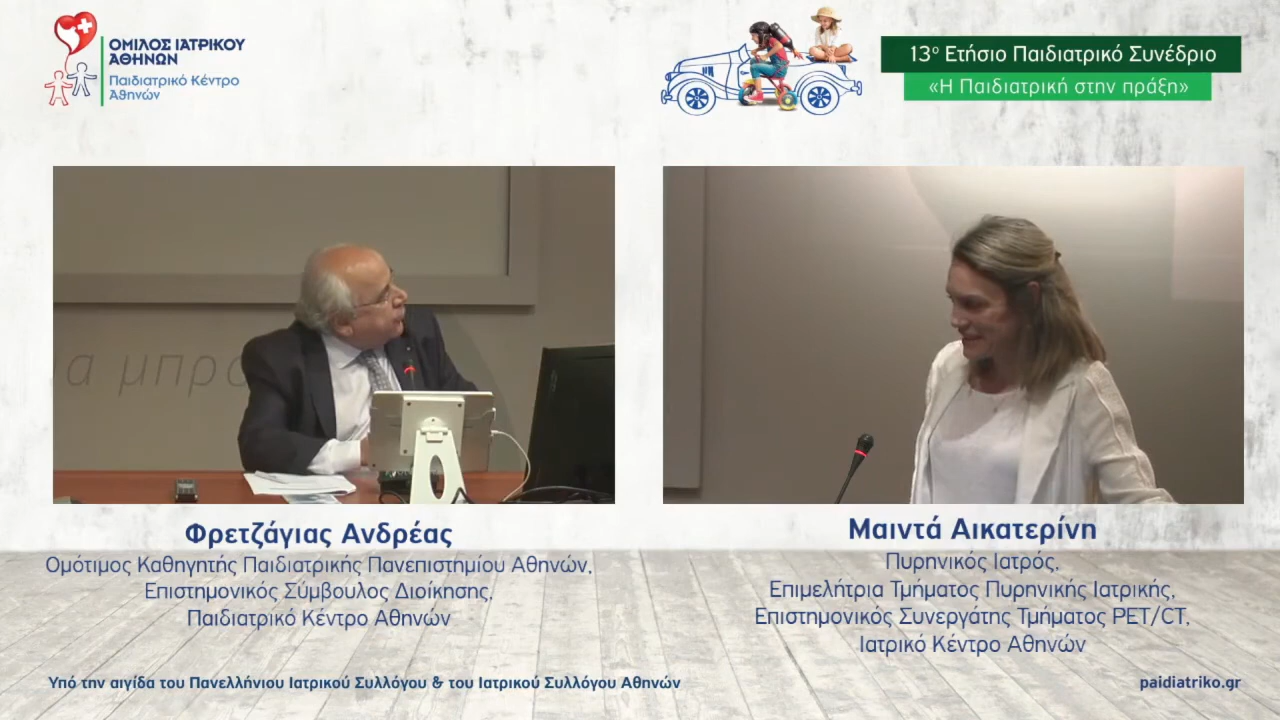 ΟΜΙΛΟΣ ΙΑΤΡΙΚΟΥ
ΑΘΗΝΩΝ
Παιδιατρικό Κέντρο
Αθηνών
13ο Ετήσιο Παιδιατρικό Συνέδριο
«Η Παιδιατρική στην πράξη»
α μπρο
Φρετζάγιας Ανδρέας
Ομότιμος Καθηγητής Παιδιατρικής Πανεπιστημίου Αθηνών,
Επιστημονικός Σύμβουλος Διοίκησης,
Παιδιατρικό Κέντρο Αθηνών
Μαιντά Αικατερίνη
Πυρηνικός Ιατρός,
Επιμελήτρια Τμήματος Πυρηνικής Ιατρικής,
Επιστημονικός Συνεργάτης Τμήματος PET/CT,
Ιατρικό Κέντρο Αθηνών
Υπό την αιγίδα του Πανελλήνιου Ιατρικού Συλλόγου & του Ιατρικού Συλλόγου Αθηνών
paidiatriko.gr